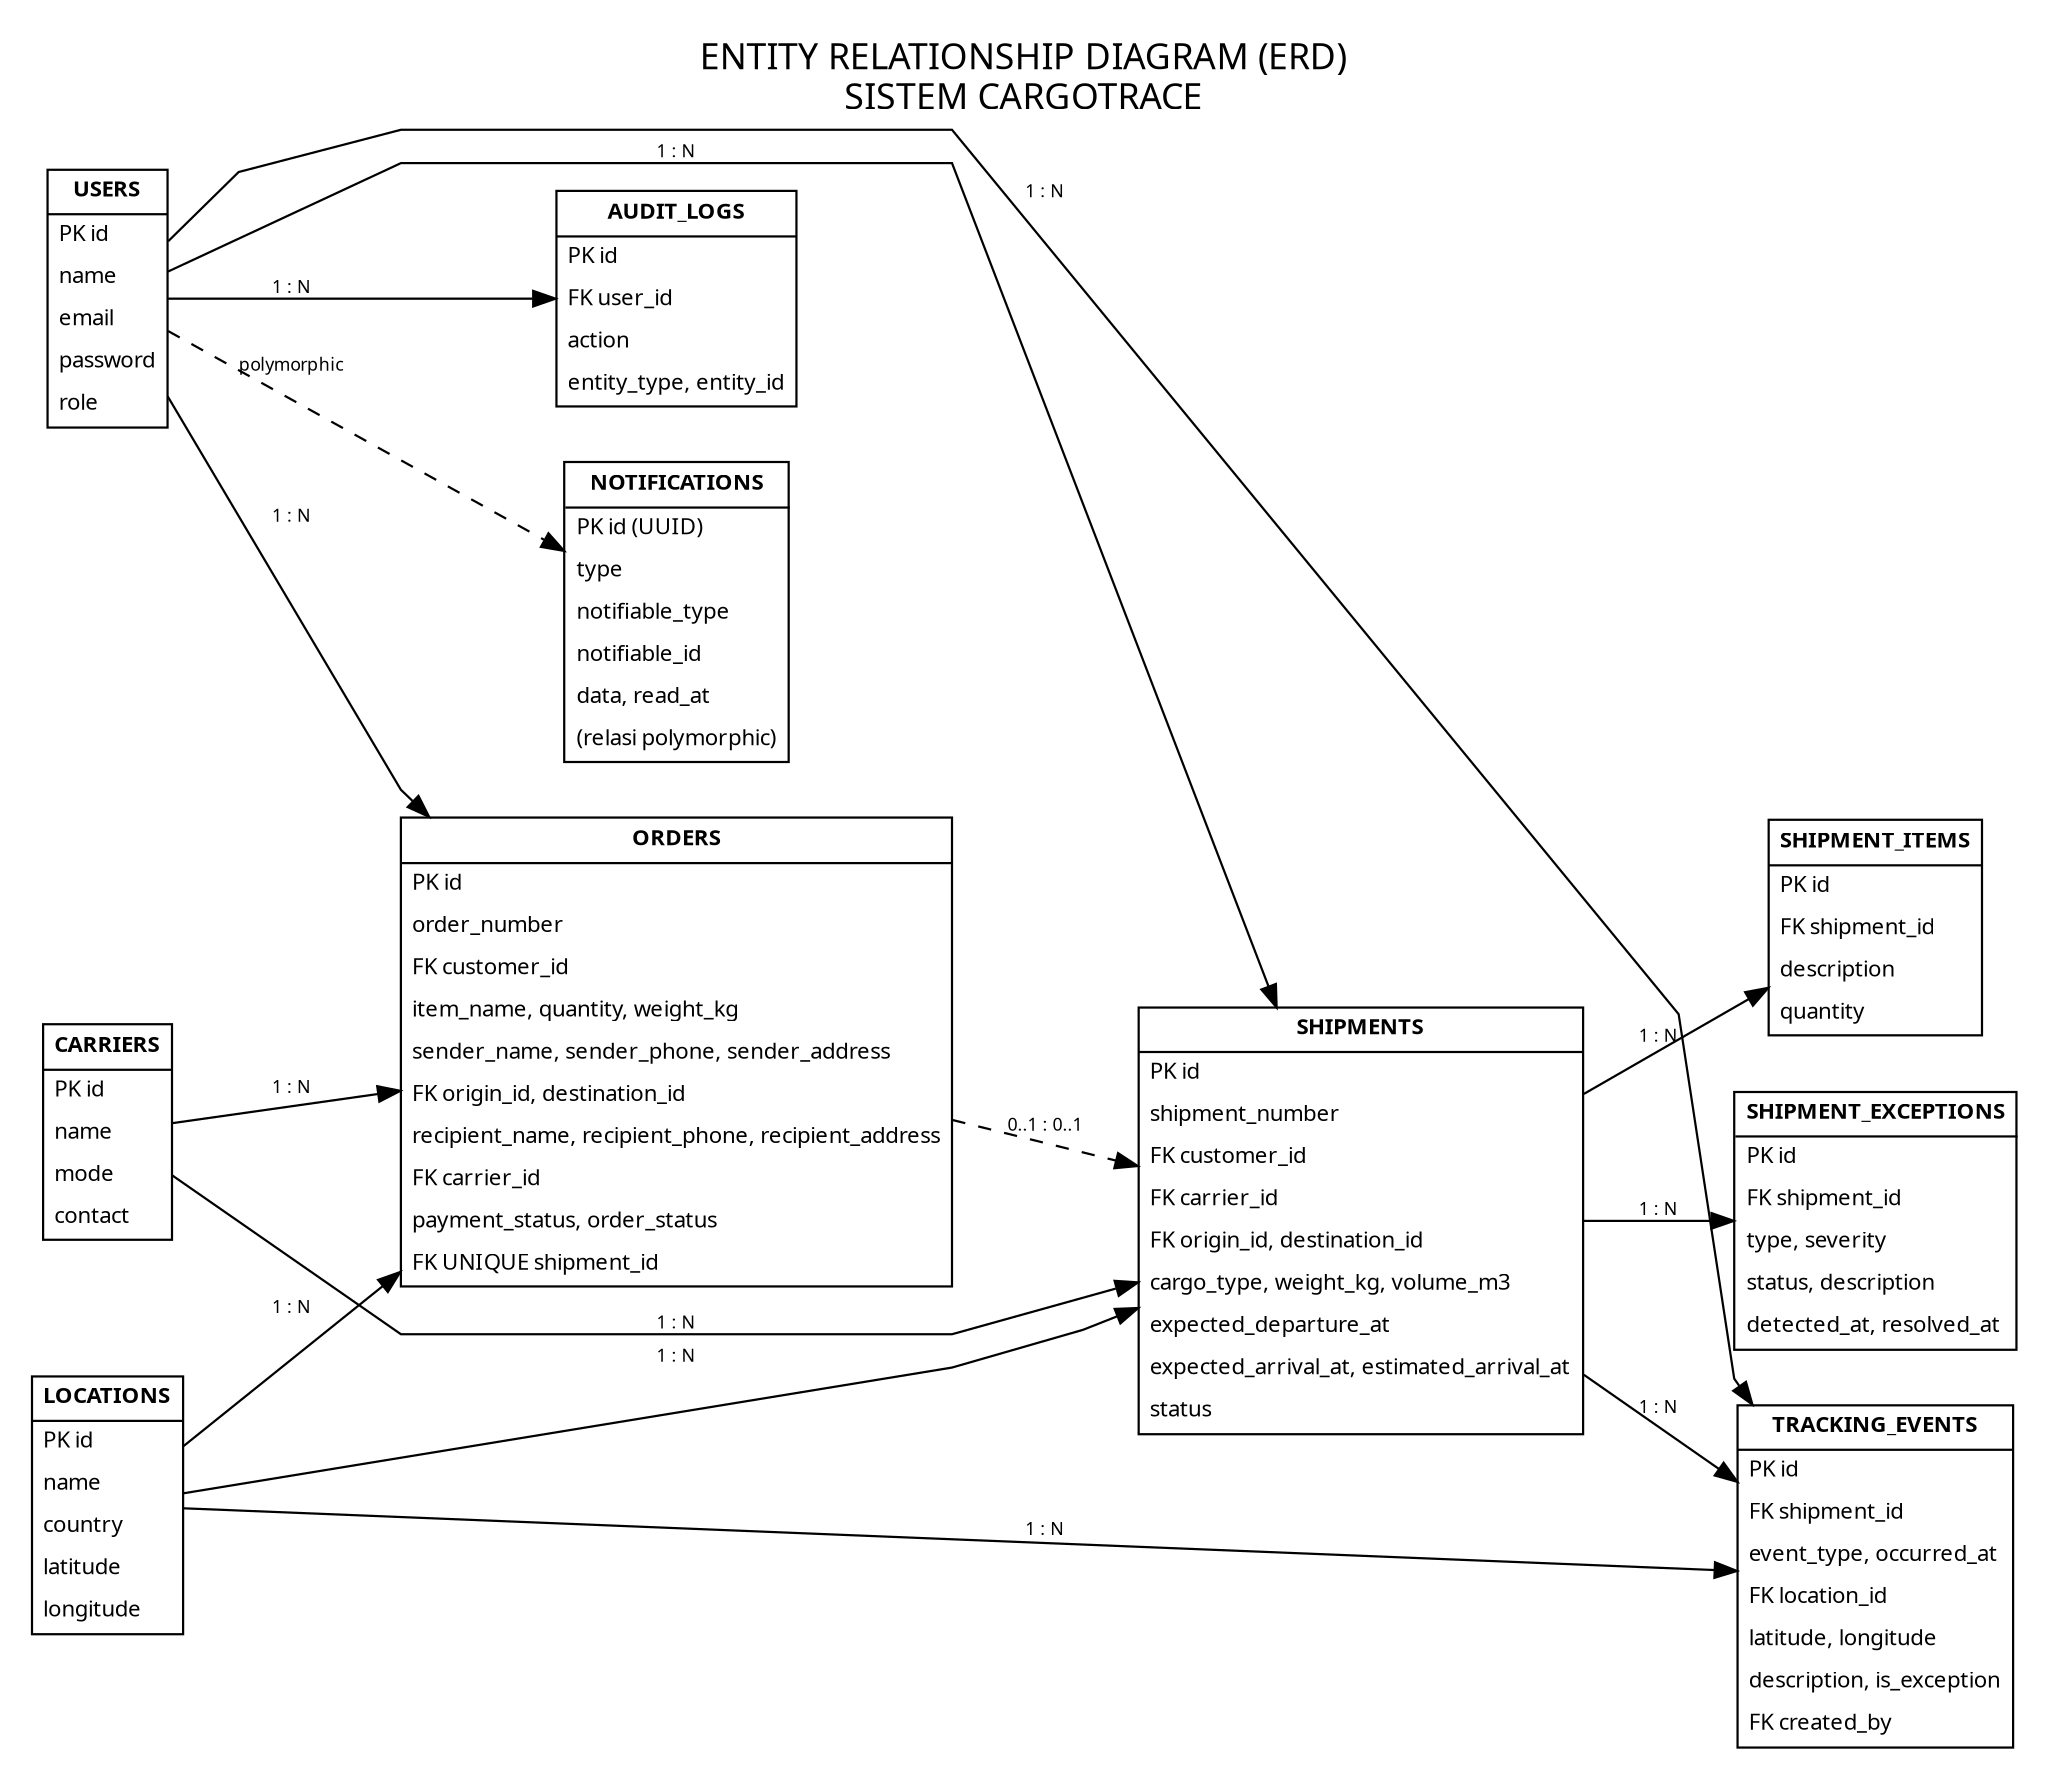 ENTITY RELATIONSHIP DIAGRAM (ERD)
SISTEM CARGOTRACE
USERS
PK id
name
email
password
role
1 : N
1 : N
1 : N
polymorphic
1 : N
AUDIT_LOGS
PK id
FK user_id
action
entity_type, entity_id
NOTIFICATIONS
PK id (UUID)
type
notifiable_type
notifiable_id
data, read_at
(relasi polymorphic)
ORDERS
PK id
order_number
FK customer_id
item_name, quantity, weight_kg
sender_name, sender_phone, sender_address
FK origin_id, destination_id
recipient_name, recipient_phone, recipient_address
FK carrier_id
payment_status, order_status
FK UNIQUE shipment_id
CARRIERS
PK id
name
mode
contact
1 : N
1 : N
LOCATIONS
PK id
name
country
latitude
longitude
1 : N
1 : N
1 : N
0..1 : 0..1
SHIPMENTS
PK id
shipment_number
FK customer_id
FK carrier_id
FK origin_id, destination_id
cargo_type, weight_kg, volume_m3
expected_departure_at
expected_arrival_at, estimated_arrival_at
status
1 : N
1 : N
1 : N
SHIPMENT_ITEMS
PK id
FK shipment_id
description
quantity
SHIPMENT_EXCEPTIONS
PK id
FK shipment_id
type, severity
status, description
detected_at, resolved_at
TRACKING_EVENTS
PK id
FK shipment_id
event_type, occurred_at
FK location_id
latitude, longitude
description, is_exception
FK created_by